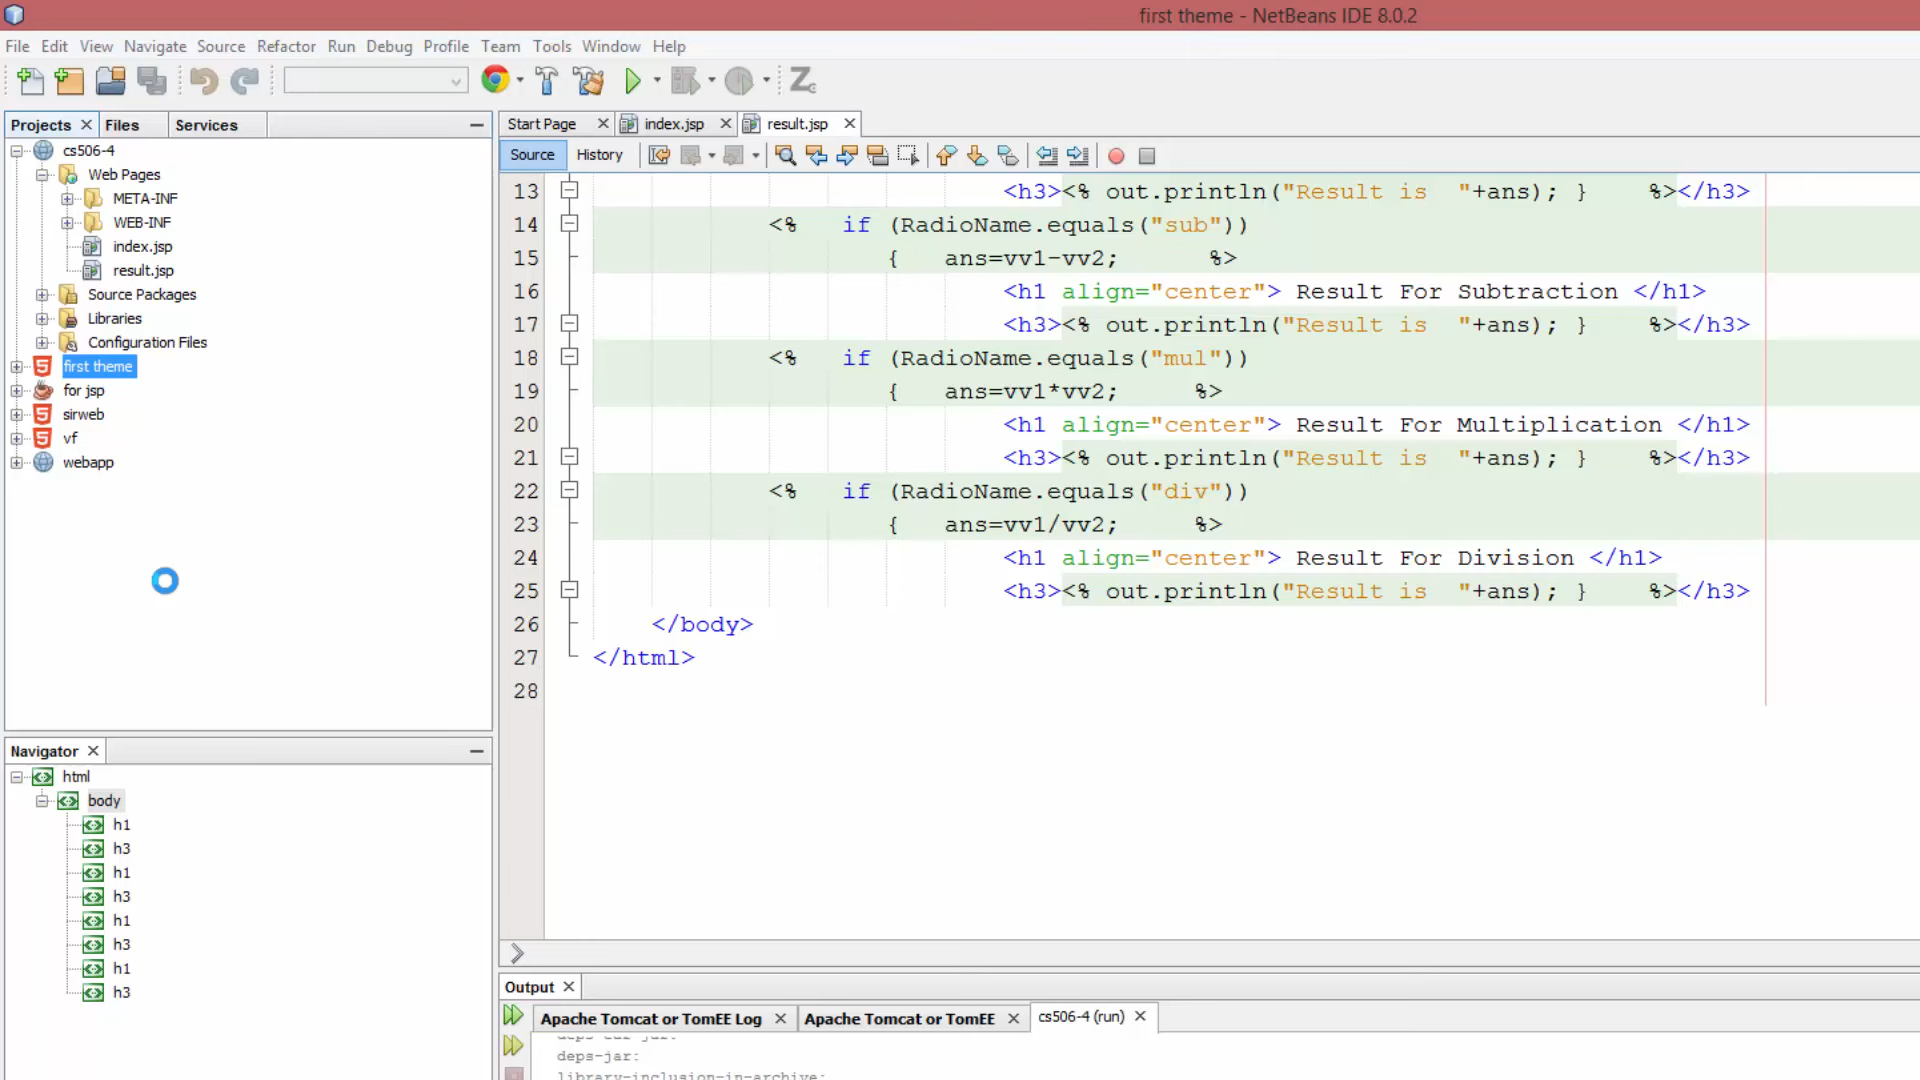 first theme - NetBeans IDE 8.0.2
File Edit View Navigate Source Refactor Run Debug Profile Team Tools Window Help
Projects Files Services
cs506-4
Web Pages
META-INF
WEB-INF
index.jsp
result.jsp
Source Packages
Libraries
Configuration Files
first theme
for jsp
sirweb
vf
webapp
Navigator
html
body
h1
h3
h1
h3
h1
h3
h1
h3
Start Page index.jsp result.jsp
Source History
13 <h3><% out.println("Result is  "+ans); }    %></h3>
14 <%   if (RadioName.equals("sub"))
15 {   ans=vv1-vv2;      %>
16 <h1 align="center"> Result For Subtraction </h1>
17 <h3><% out.println("Result is  "+ans); }    %></h3>
18 <%   if (RadioName.equals("mul"))
19 {   ans=vv1*vv2;     %>
20 <h1 align="center"> Result For Multiplication </h1>
21 <h3><% out.println("Result is  "+ans); }    %></h3>
22 <%   if (RadioName.equals("div"))
23 {   ans=vv1/vv2;     %>
24 <h1 align="center"> Result For Division </h1>
25 <h3><% out.println("Result is  "+ans); }    %></h3>
26 </body>
27 </html>
28
Output
Apache Tomcat or TomEE Log Apache Tomcat or TomEE cs506-4 (run)
deps-ear-jar:
deps-jar:
library-inclusion-in-archive: